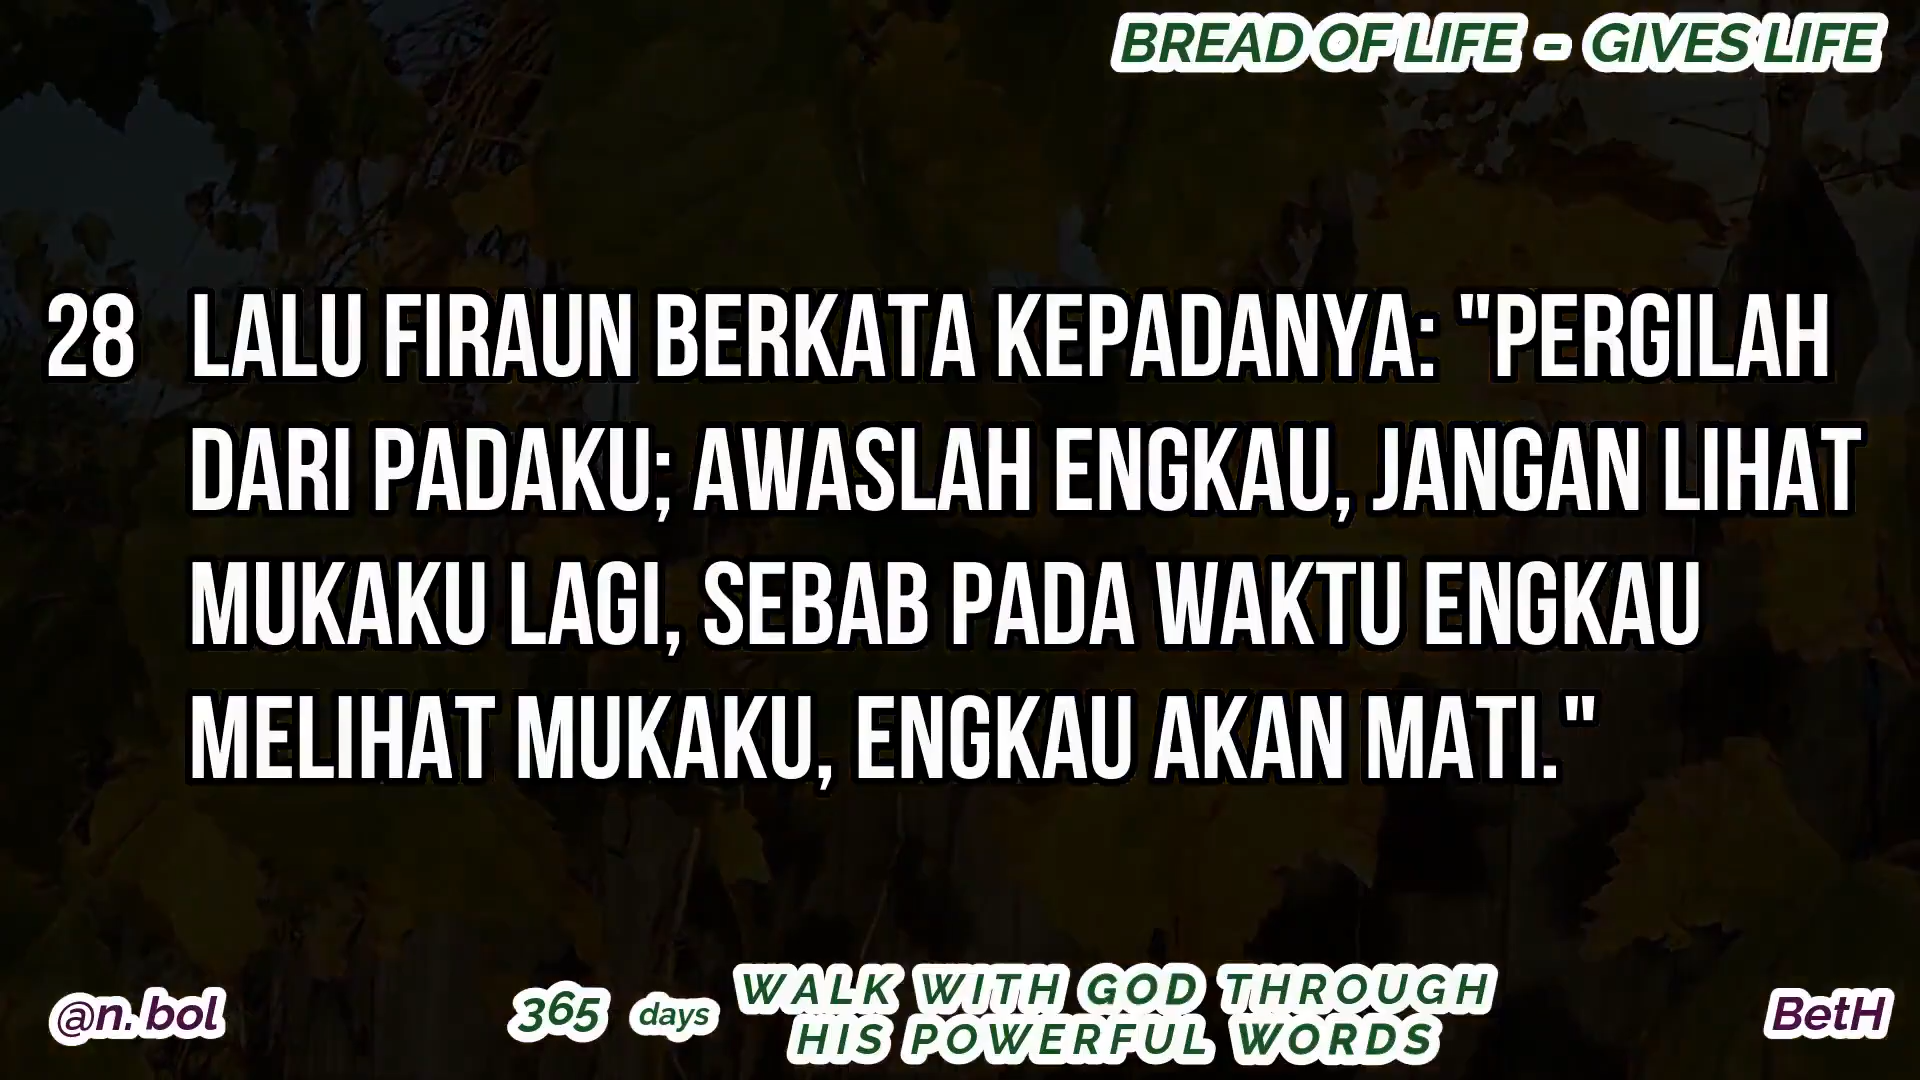 BREAD OF LIFE - GIVES LIFE
28 LALU FIRAUN BERKATA KEPADANYA: "PERGILAH
DARI PADAKU; AWASLAH ENGKAU, JANGAN LIHAT
MUKAKU LAGI, SEBAB PADA WAKTU ENGKAU
MELIHAT MUKAKU, ENGKAU AKAN MATI."
@n. bol
365 days
WALK WITH GOD THROUGH
HIS POWERFUL WORDS
BetH